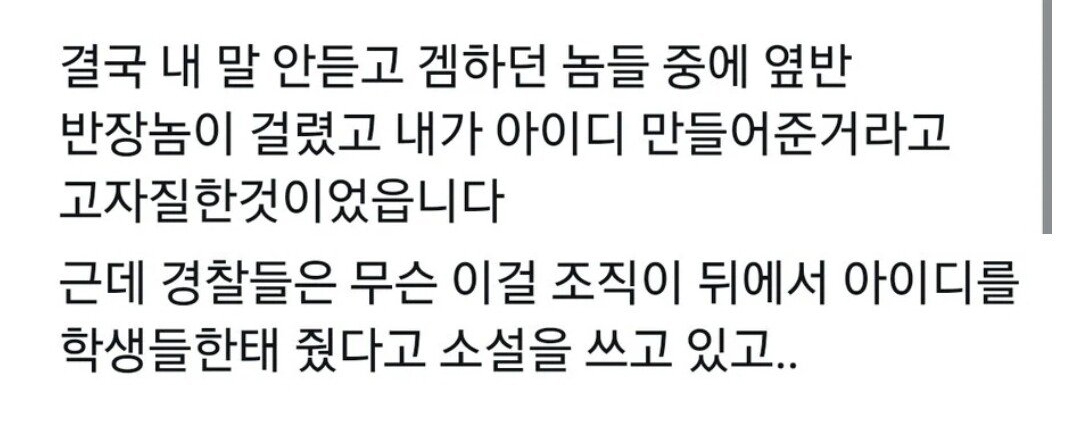 결국 내 말 안듣고 겜하던 놈들 중에 옆반
반장놈이 걸렸고 내가 아이디 만들어준거라고
고자질한것이었읍니다
근데 경찰들은 무슨 이걸 조직이 뒤에서 아이디를
학생들한태 줬다고 소설을 쓰고 있고..